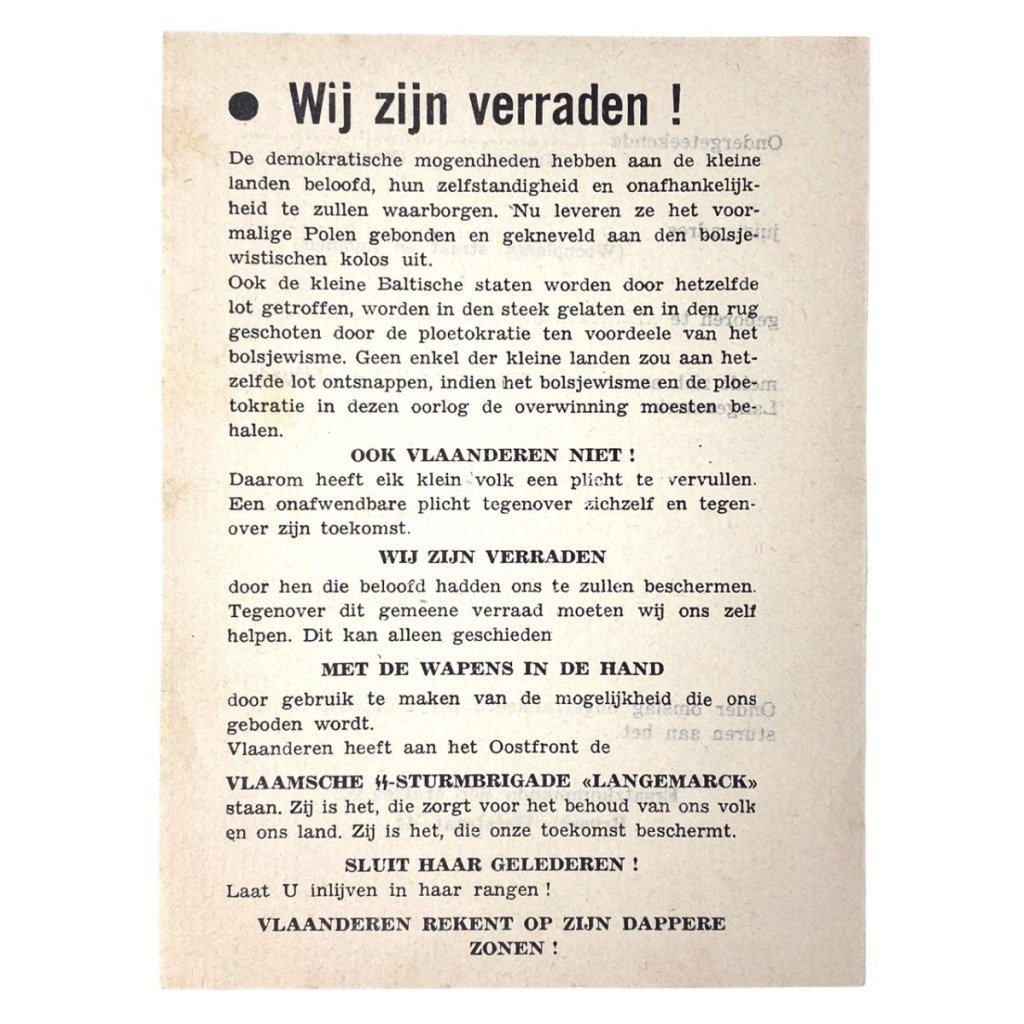 ● Wij zijn verraden !
De demokratische mogendheden hebben aan de kleine
landen beloofd, hun zelfstandigheid en onafhankelijk-
heid te zullen waarborgen. Nu leveren ze het voor-
malige Polen gebonden en gekneveld aan den bolsje-
wistischen kolos uit.
Ook de kleine Baltische staten worden door hetzelfde
lot getroffen, worden in den steek gelaten en in den rug
geschoten door de ploetokratie ten voordeele van het
bolsjewisme. Geen enkel der kleine landen zou aan het-
zelfde lot ontsnappen, indien het bolsjewisme en de ploe-
tokratie in dezen oorlog de overwinning moesten be-
halen.
OOK VLAANDEREN NIET !
Daarom heeft eik klein volk een plicht te vervullen.
Een onafwendbare plicht tegenover zichzelf en tegen-
over zijn toekomst.
WIJ ZIJN VERRADEN
door hen die beloofd hadden ons te zullen beschermen.
Tegenover dit gemeene verraad moeten wij ons zelf
helpen. Dit kan alleen geschieden
MET DE WAPENS IN DE HAND
door gebruik te maken van de mogelijkheid die ons
geboden wordt.
Vlaanderen heeft aan het Oostfront de
VLAAMSCHE ᛋᛋ-STURMBRIGADE «LANGEMARCK»
staan. Zij is het, die zorgt voor het behoud van ons volk
en ons land. Zij is het, die onze toekomst beschermt.
SLUIT HAAR GELEDEREN !
Laat U inlijven in haar rangen !
VLAANDEREN REKENT OP ZIJN DAPPERE
ZONEN !
Ondergeteekende
geboren te
Onder omslag
sturen aan het